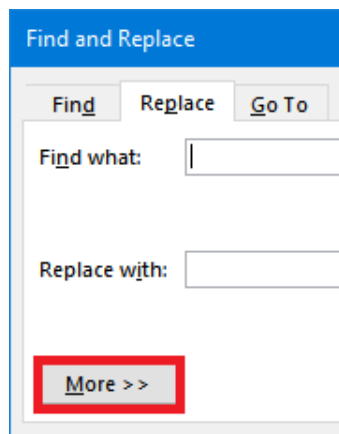 Find and Replace
Find Replace Go To
Find what:
Replace with:
More >>